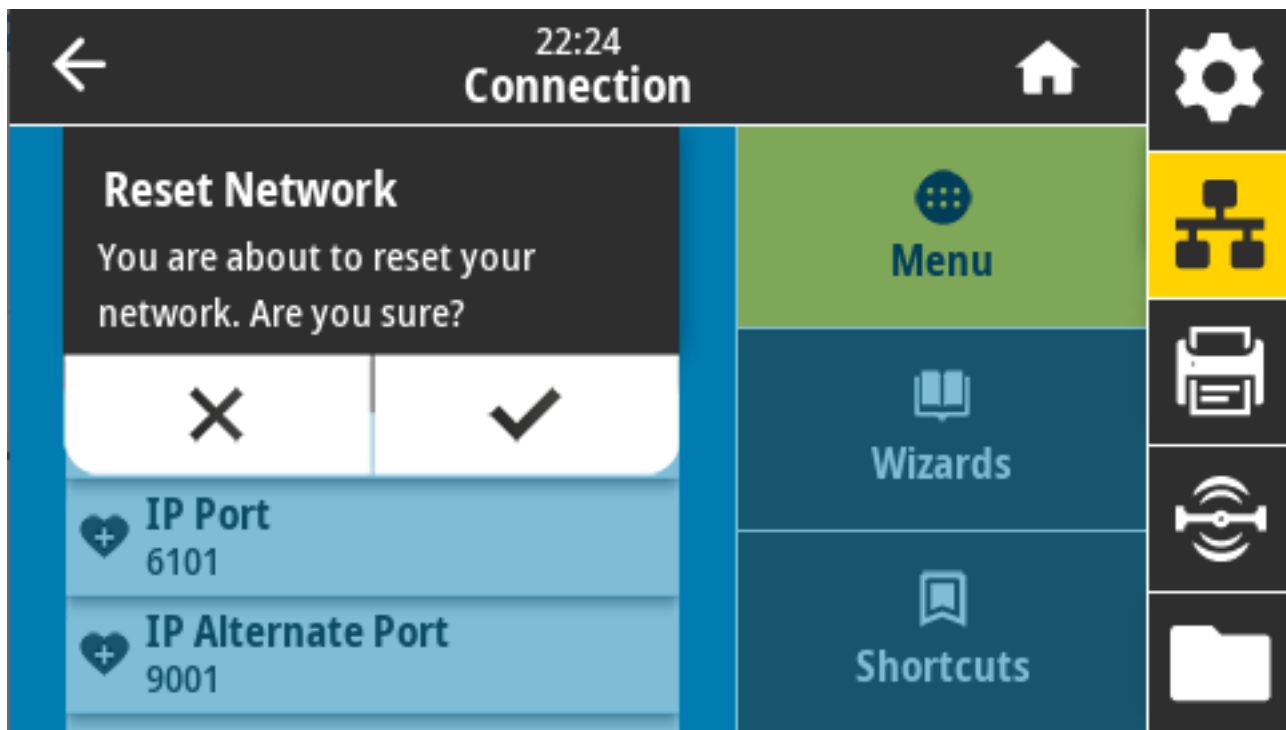 22:24
Connection
Reset Network
You are about to reset your
network. Are you sure?
IP Port
6101
IP Alternate Port
9001
Menu
Wizards
Shortcuts